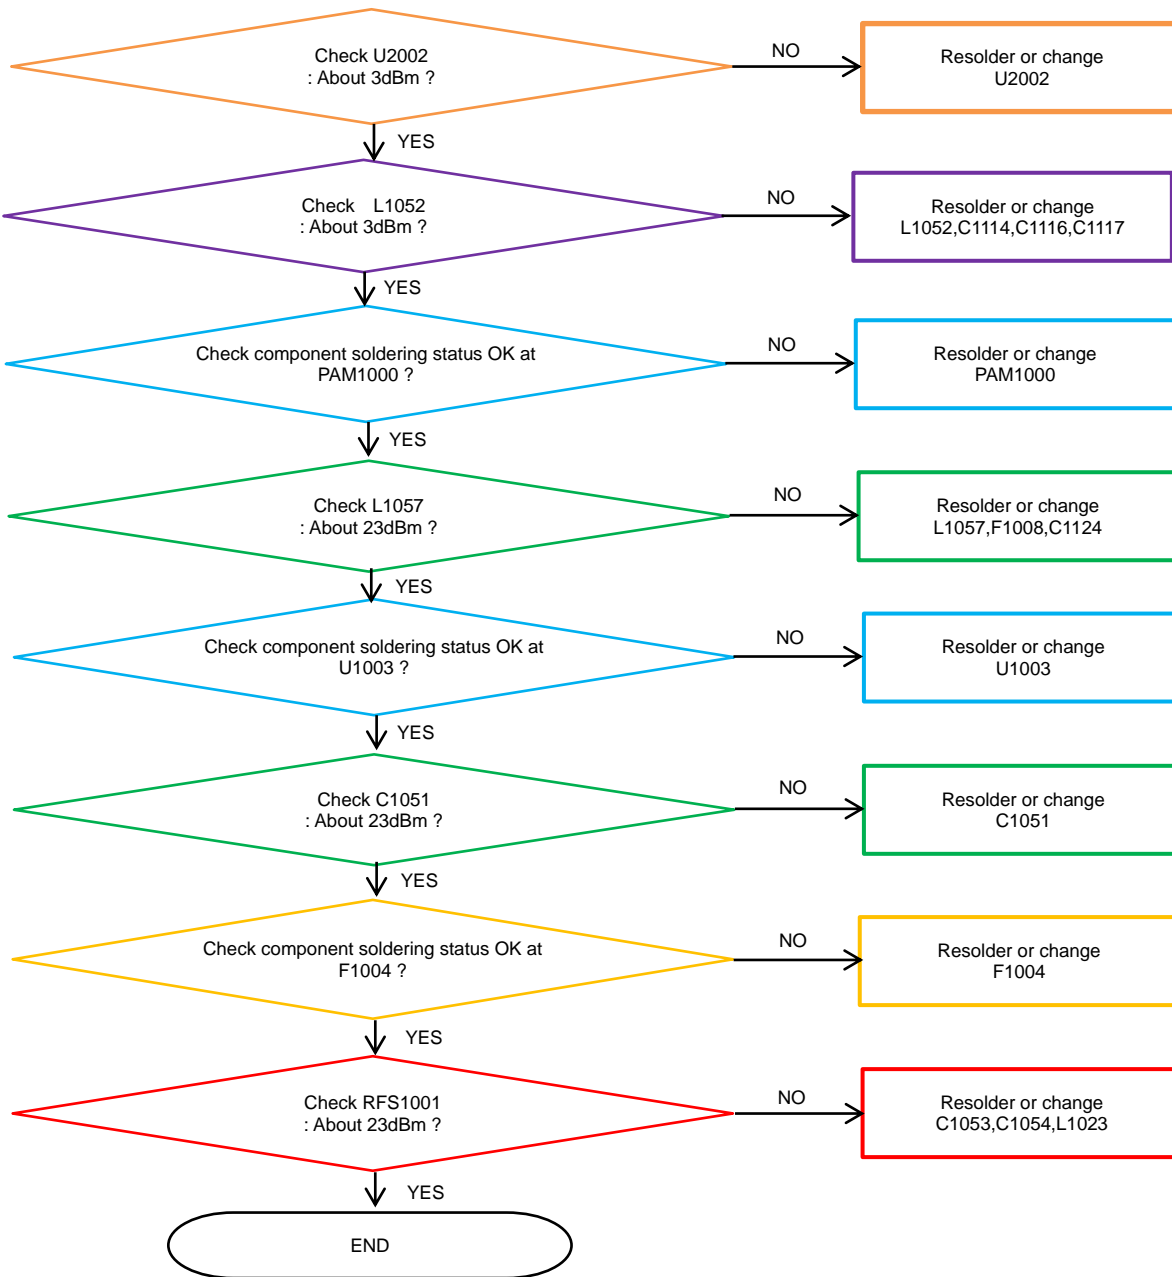 Check U2002
: About 3dBm ?
NO
Resolder or change
U2002
YES
Check L1052
: About 3dBm ?
NO
Resolder or change
L1052,C1114,C1116,C1117
YES
Check component soldering status OK at
PAM1000 ?
NO
Resolder or change
PAM1000
YES
Check L1057
: About 23dBm ?
NO
Resolder or change
L1057,F1008,C1124
YES
Check component soldering status OK at
U1003 ?
NO
Resolder or change
U1003
YES
Check C1051
: About 23dBm ?
NO
Resolder or change
C1051
YES
Check component soldering status OK at
F1004 ?
NO
Resolder or change
F1004
YES
Check RFS1001
: About 23dBm ?
NO
Resolder or change
C1053,C1054,L1023
YES
END